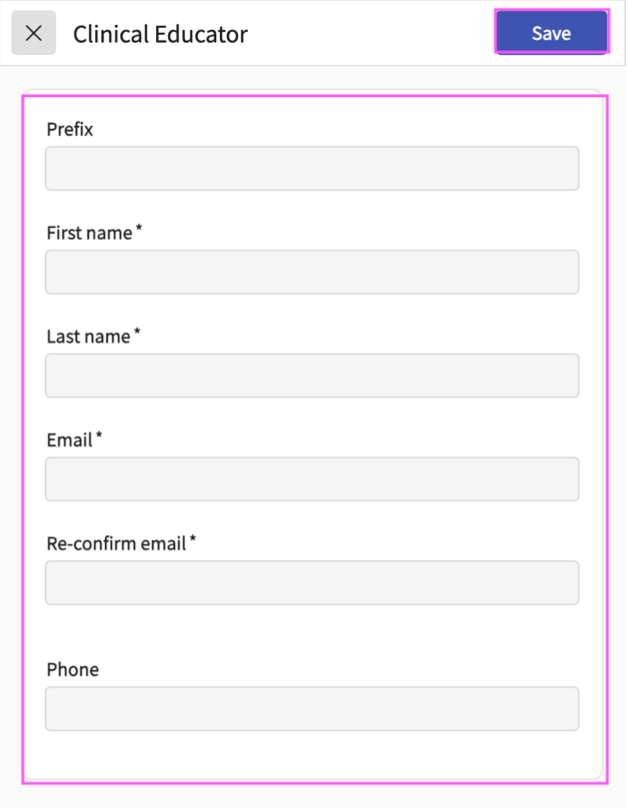 Clinical Educator
Save
Prefix
First name*
Last name*
Email*
Re-confirm email*
Phone